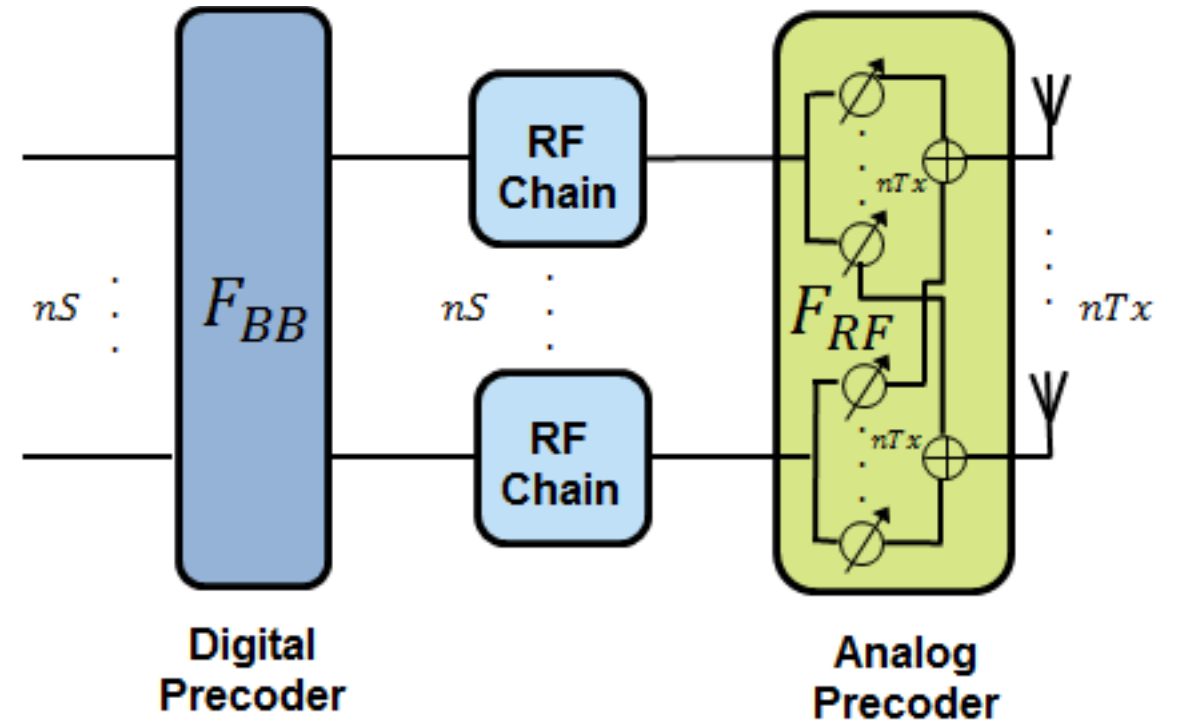 RF
Chain
nTx
nS
F_BB
nS
F_RF
nTx
nTx
RF
Chain
Digital
Precoder
Analog
Precoder